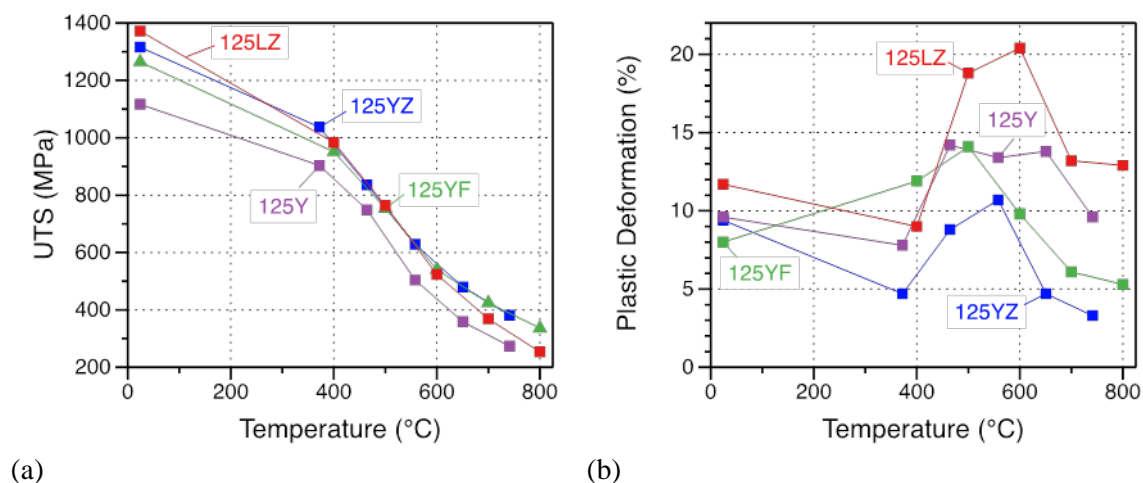 1400
1200
1000
800
600
400
200
0
200
400
600
800
UTS (MPa)
Temperature (°C)
125LZ
125YZ
125YF
125Y
(a)
20
15
10
5
0
0
200
400
600
800
Plastic Deformation (%)
Temperature (°C)
125LZ
125Y
125YF
125YZ
(b)